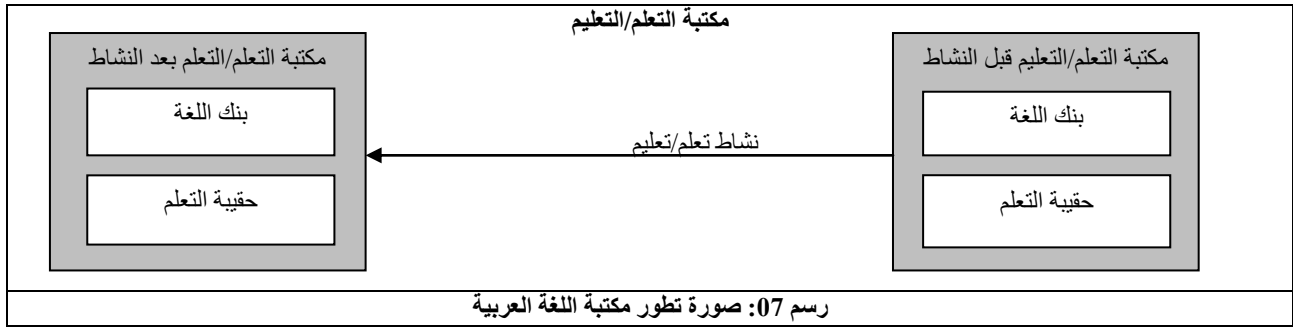 مكتبة التعلم/التعليم
مكتبة التعلم/التعليم قبل النشاط
بنك اللغة
حقيبة التعلم
نشاط تعلم/تعليم
مكتبة التعلم/التعلم بعد النشاط
بنك اللغة
حقيبة التعلم
رسم 07: صورة تطور مكتبة اللغة العربية